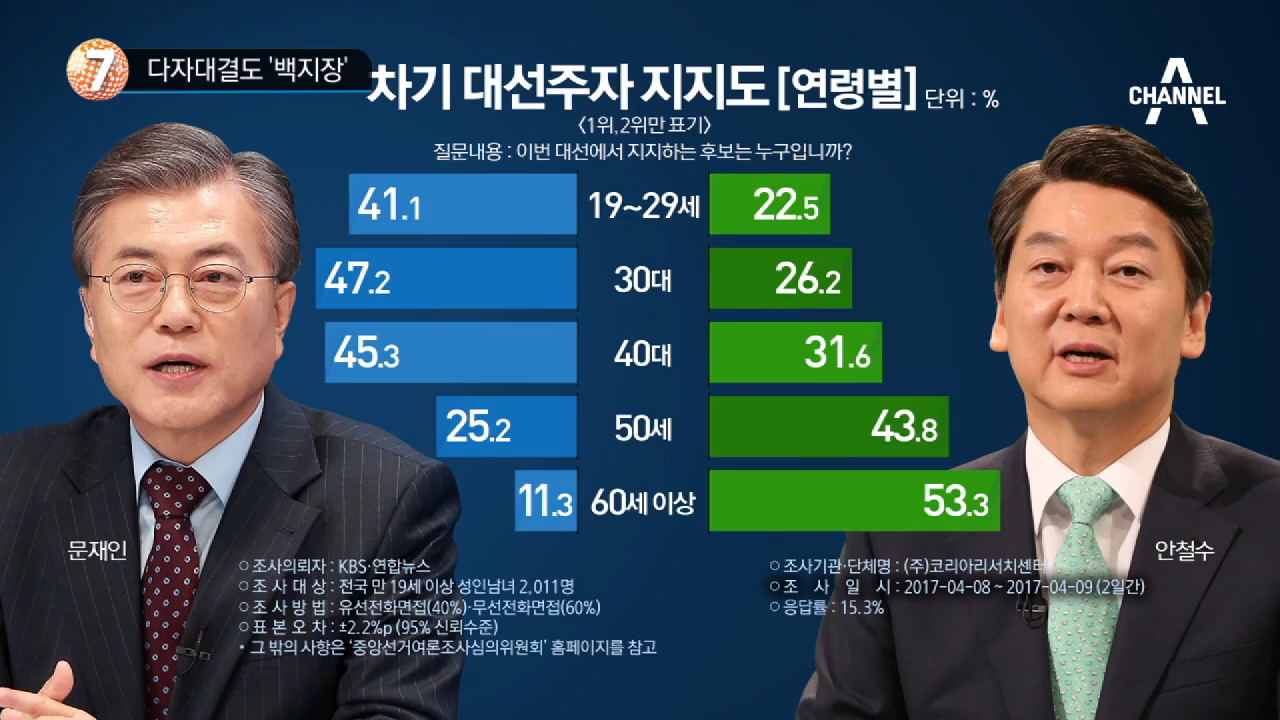 7 다자대결도 '백지장'
차기 대선주자 지지도 [연령별] 단위 : %
A
CHANNEL
<1위,2위만 표기>
질문내용 : 이번 대선에서 지지하는 후보는 누구입니까?
41.1 19~29세 22.5
47.2 30대 26.2
45.3 40대 31.6
25.2 50세 43.8
11.3 60세 이상 53.3
문재인
안철수
○ 조사의뢰자 : KBS·연합뉴스
○ 조 사 대 상 : 전국 만 19세 이상 성인남녀 2,011명
○ 조 사 방 법 : 유선전화면접(40%)·무선전화면접(60%)
○ 표 본 오 차 : ±2.2%p (95% 신뢰수준)
• 그 밖의 사항은 '중앙선거여론조사심의위원회' 홈페이지를 참고
○ 조사기관·단체명 : (주)코리아리서치센터
○ 조 사 일 시 : 2017-04-08 ~ 2017-04-09 (2일간)
○ 응답률 : 15.3%